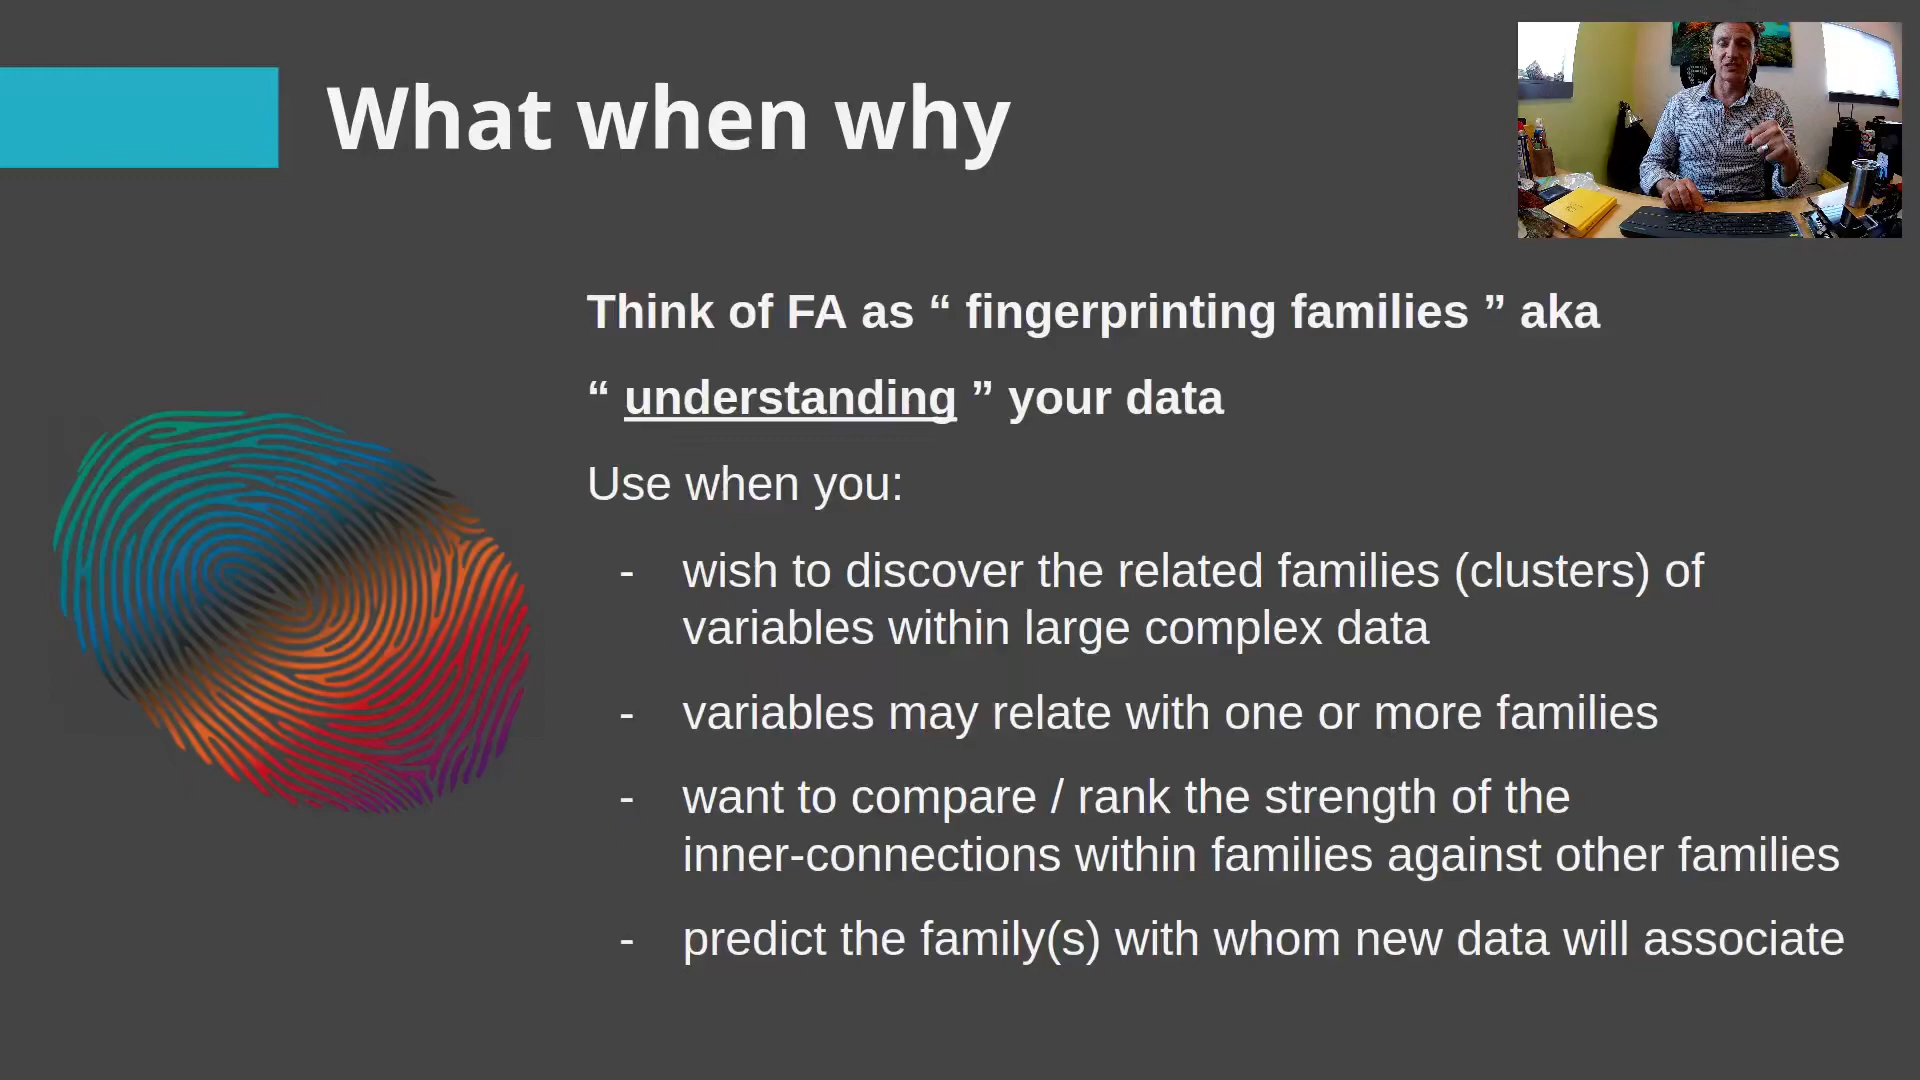 What when why
Think of FA as “ fingerprinting families ” aka
“ understanding ” your data
Use when you:
- wish to discover the related families (clusters) of
variables within large complex data
- variables may relate with one or more families
- want to compare / rank the strength of the
inner-connections within families against other families
- predict the family(s) with whom new data will associate